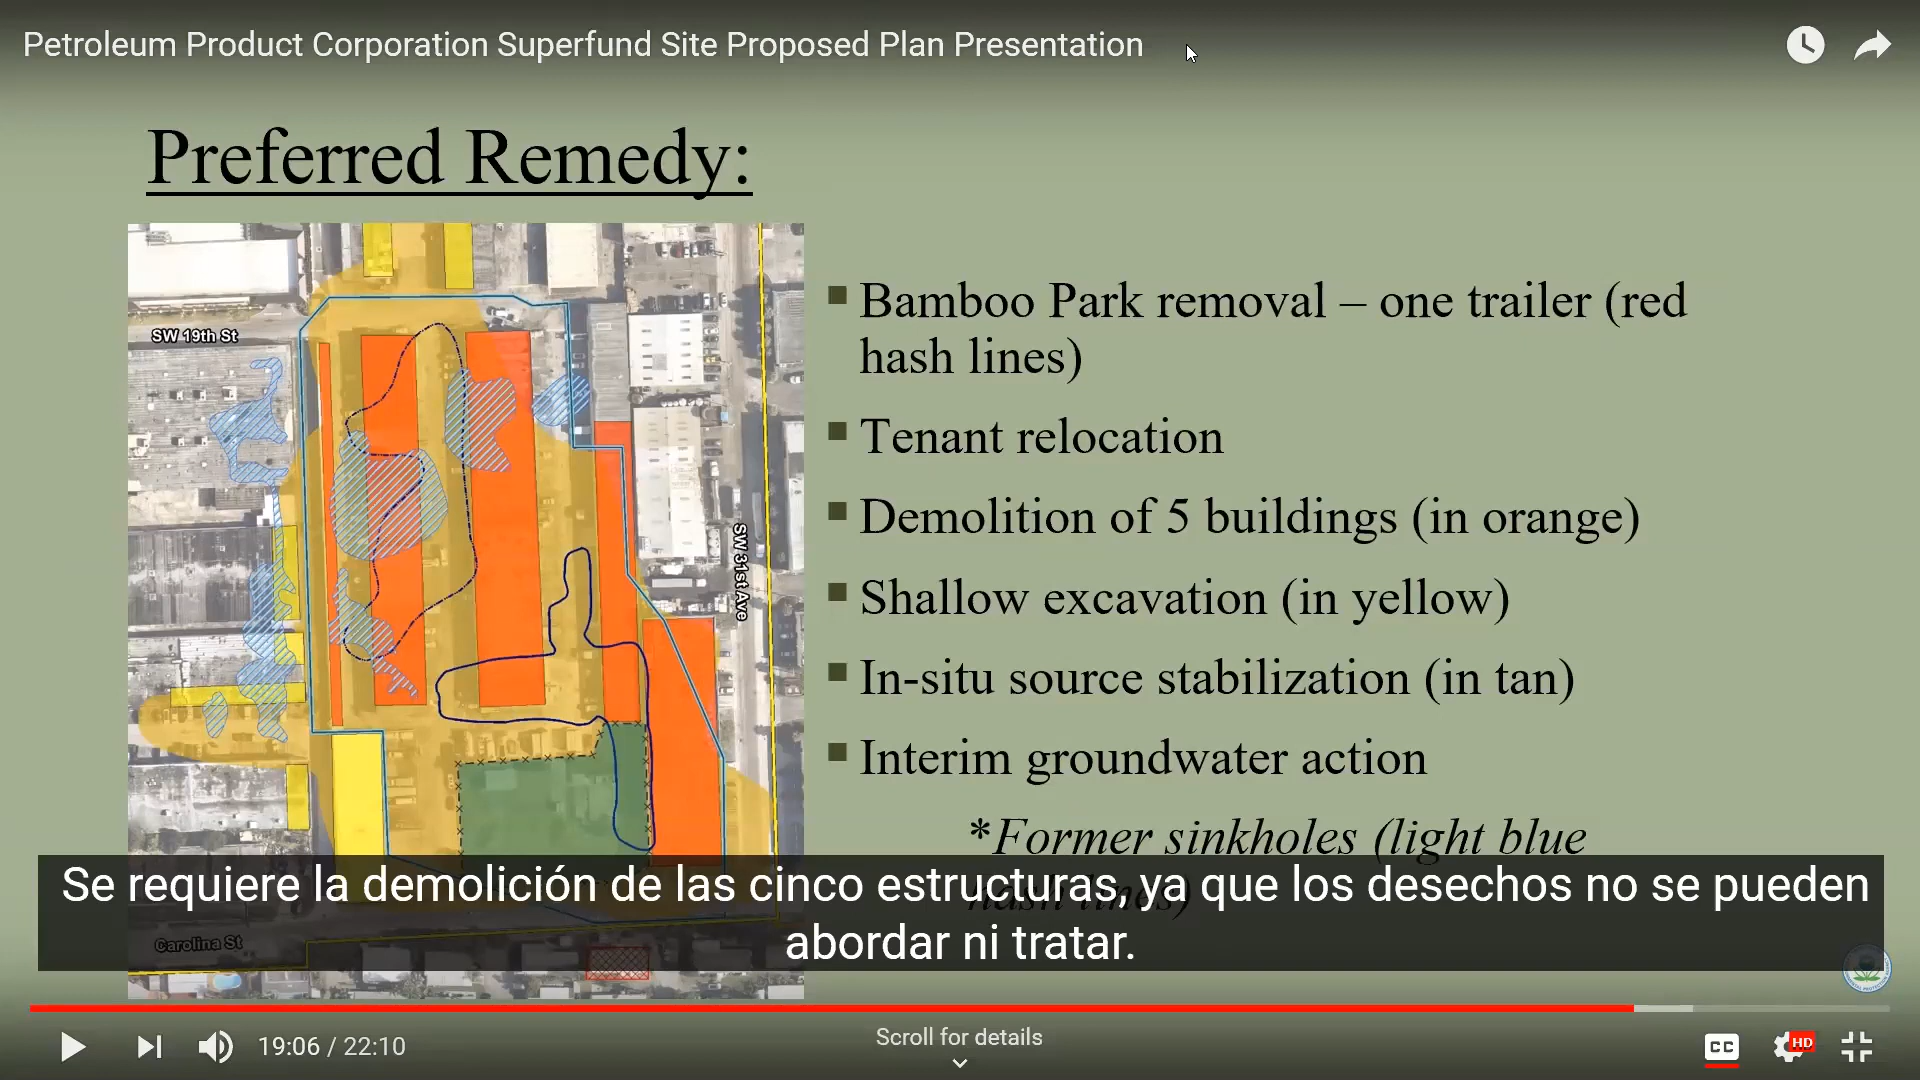 Petroleum Product Corporation Superfund Site Proposed Plan Presentation
Preferred Remedy:
SW 19th St
SW 31st Ave
Carolina St
Bamboo Park removal – one trailer (red
hash lines)
Tenant relocation
Demolition of 5 buildings (in orange)
Shallow excavation (in yellow)
In-situ source stabilization (in tan)
Interim groundwater action
*Former sinkholes (light blue
hash lines)
Se requiere la demolición de las cinco estructuras, ya que los desechos no se pueden
abordar ni tratar.
19:06 / 22:10
Scroll for details
CC
HD